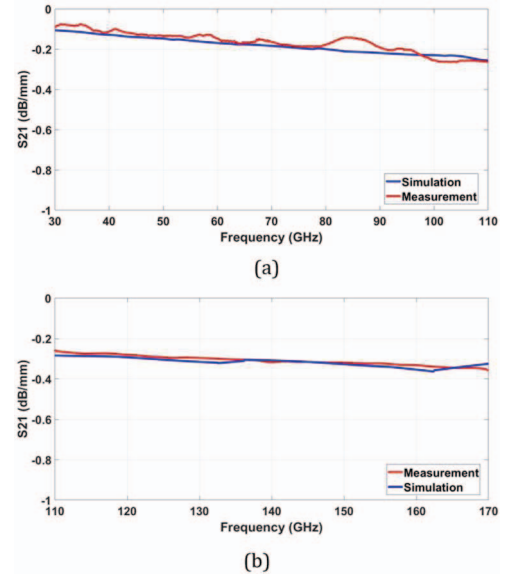 0
-0.2
-0.4
-0.6
-0.8
-1
S21 (dB/mm)
Simulation
Measurement
30 40 50 60 70 80 90 100 110
Frequency (GHz)
(a)
0
-0.2
-0.4
-0.6
-0.8
-1
S21 (dB/mm)
Measurement
Simulation
110 120 130 140 150 160 170
Frequency (GHz)
(b)